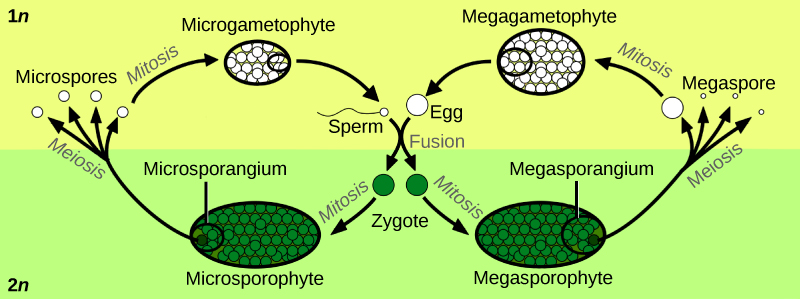 1n
Microgametophyte
Megagametophyte
Mitosis
Mitosis
Microspores
Megaspore
Sperm
Egg
Fusion
Meiosis
Meiosis
Microsporangium
Megasporangium
Mitosis
Mitosis
Zygote
Microsporophyte
Megasporophyte
2n